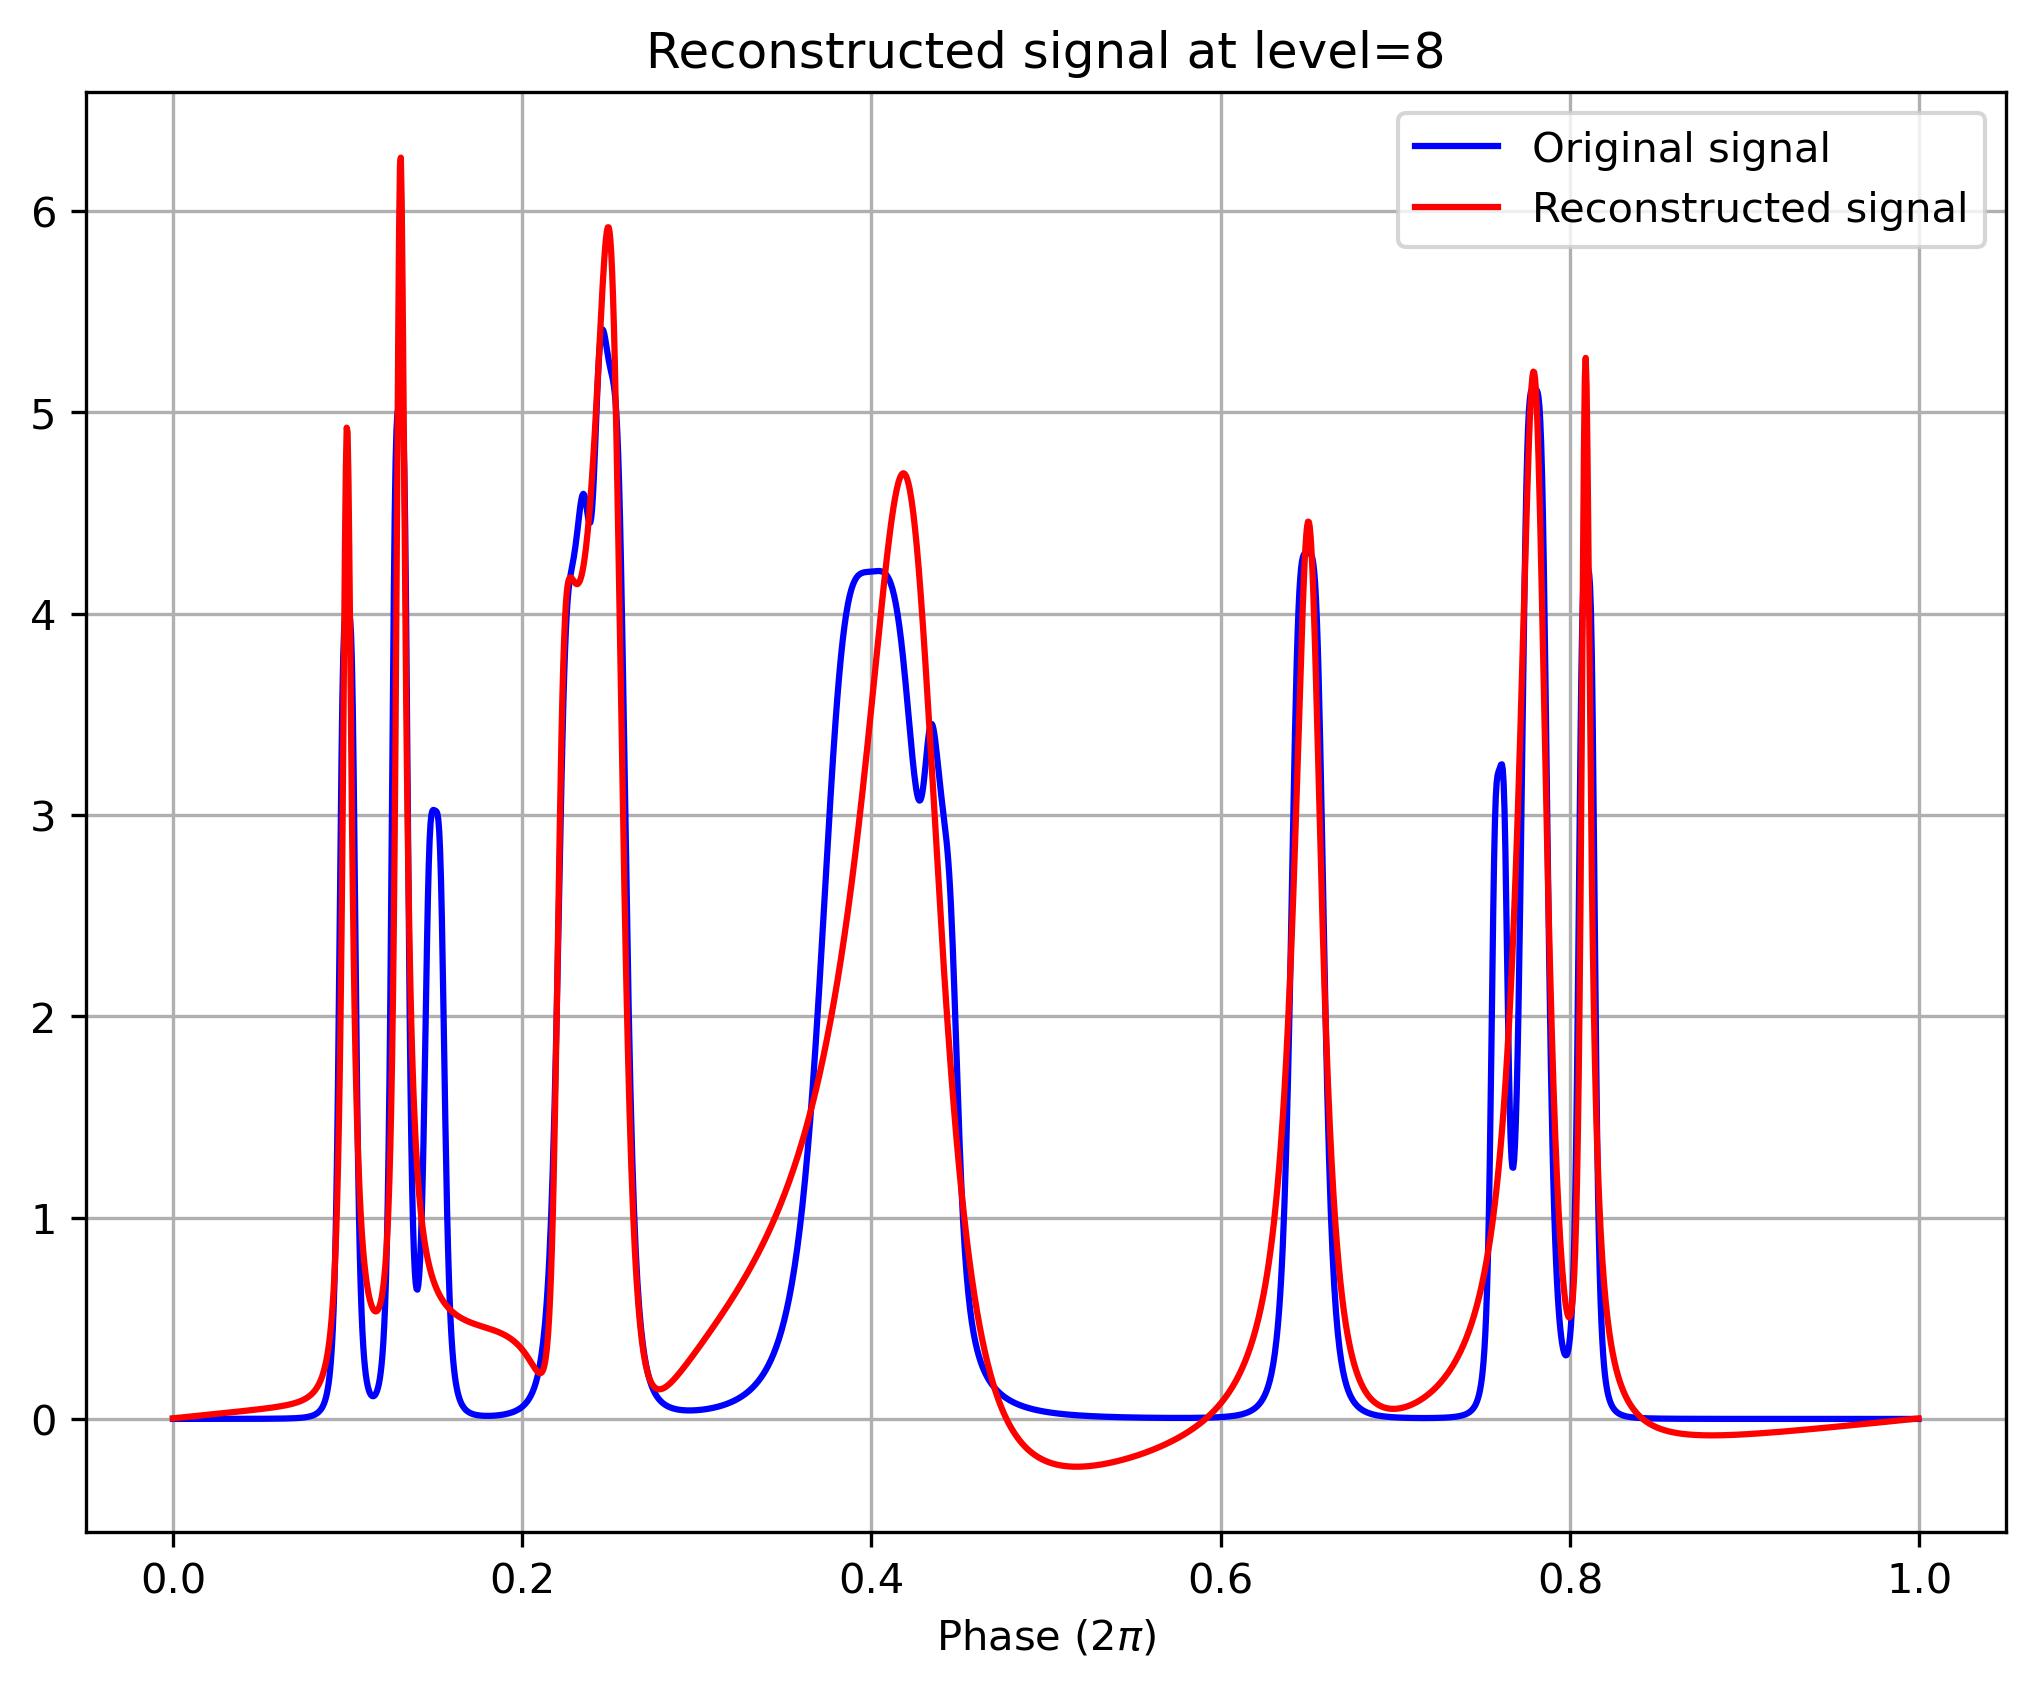 Reconstructed signal at level=8
Original signal
Reconstructed signal
6
5
4
3
2
1
0
0.0 0.2 0.4 0.6 0.8 1.0
Phase (2π)